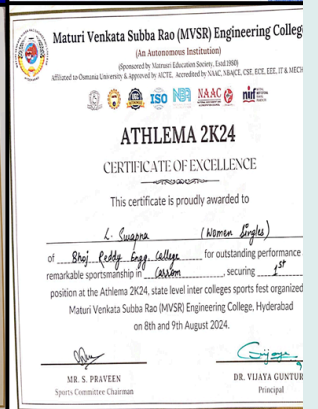 Maturi Venkata Subba Rao (MVSR) Engineering Colleg
(An Autonomous Institution)
(Sponsored by Matrusri Education Society, Estd 1980)
Affiliated to Osmania University & Approved by AICTE, Accredited by NAAC, NBA(CE, CSE, ECE, EEE, IT & MECH
ISO NAAC nirf
ATHLEMA 2K24
CERTIFICATE OF EXCELLENCE
This certificate is proudly awarded to
L. Swapna (Women Singles)
of Bhoj Reddy Engg. College for outstanding performance
remarkable sportsmanship in Carrom, securing 1st
position at the Athlema 2K24, state level inter colleges sports fest organized
Maturi Venkata Subba Rao (MVSR) Engineering College, Hyderabad
on 8th and 9th August 2024.
MR. S. PRAVEEN
Sports Committee Chairman
DR. VIJAYA GUNTUR
Principal